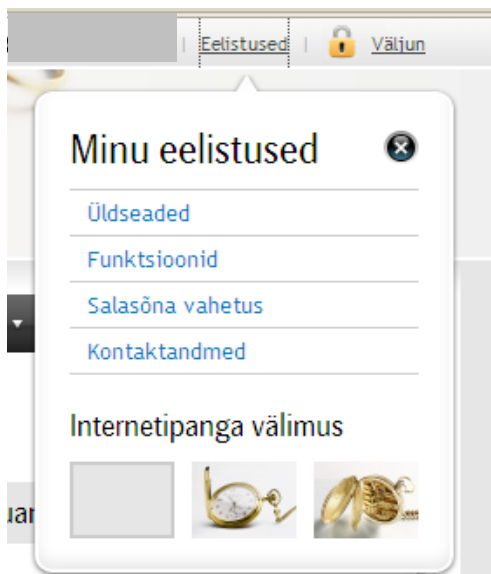 Eelistused | Väljun
Minu eelistused
Üldseaded
Funktsioonid
Salasõna vahetus
Kontaktandmed
Internetipanga välimus